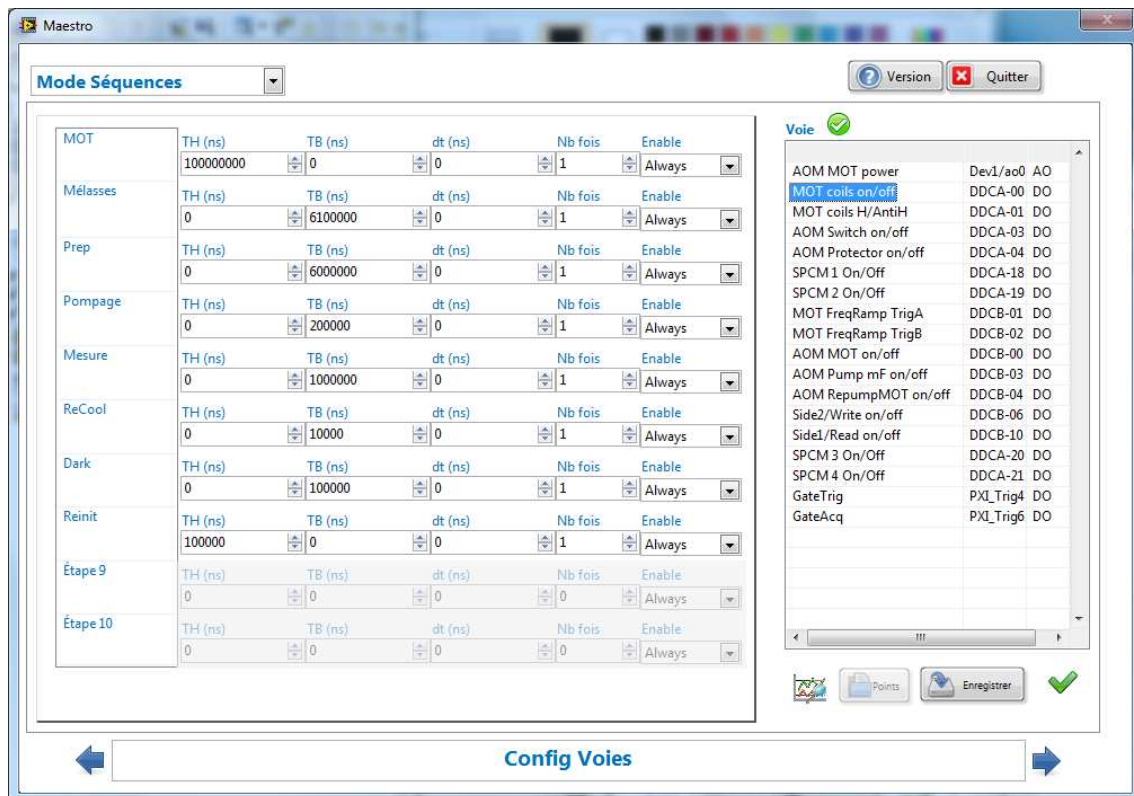 Maestro
Mode Séquences
Version
Quitter
MOT
TH (ns) TB (ns) dt (ns) Nb fois Enable
100000000 0 0 1 Always
Mélasses
TH (ns) TB (ns) dt (ns) Nb fois Enable
0 6100000 0 1 Always
Prep
TH (ns) TB (ns) dt (ns) Nb fois Enable
0 6000000 0 1 Always
Pompage
TH (ns) TB (ns) dt (ns) Nb fois Enable
0 200000 0 1 Always
Mesure
TH (ns) TB (ns) dt (ns) Nb fois Enable
0 1000000 0 1 Always
ReCool
TH (ns) TB (ns) dt (ns) Nb fois Enable
0 10000 0 1 Always
Dark
TH (ns) TB (ns) dt (ns) Nb fois Enable
0 100000 0 1 Always
Reinit
TH (ns) TB (ns) dt (ns) Nb fois Enable
100000 0 0 1 Always
Étape 9
TH (ns) TB (ns) dt (ns) Nb fois Enable
0 0 0 0 Always
Étape 10
TH (ns) TB (ns) dt (ns) Nb fois Enable
0 0 0 0 Always
Voie
AOM MOT power Dev1/ao0 AO
MOT coils on/off DDCA-00 DO
MOT coils H/AntiH DDCA-01 DO
AOM Switch on/off DDCA-03 DO
AOM Protector on/off DDCA-04 DO
SPCM 1 On/Off DDCA-18 DO
SPCM 2 On/Off DDCA-19 DO
MOT FreqRamp TrigA DDCB-01 DO
MOT FreqRamp TrigB DDCB-02 DO
AOM MOT on/off DDCB-00 DO
AOM Pump mF on/off DDCB-03 DO
AOM RepumpMOT on/off DDCB-04 DO
Side2/Write on/off DDCB-06 DO
Side1/Read on/off DDCB-10 DO
SPCM 3 On/Off DDCA-20 DO
SPCM 4 On/Off DDCA-21 DO
GateTrig PXI_Trig4 DO
GateAcq PXI_Trig6 DO
Points
Enregistrer
Config Voies